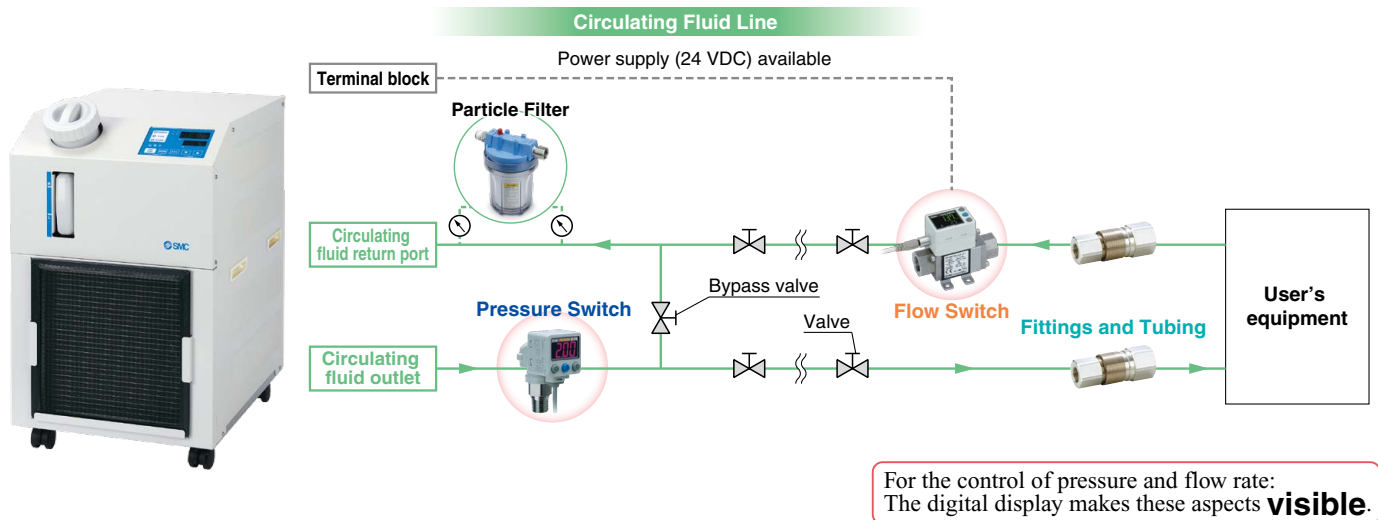 Circulating Fluid Line
Power supply (24 VDC) available
Terminal block
Particle Filter
SMC
Circulating
fluid return port
Bypass valve
Pressure Switch
Flow Switch
Valve
Fittings and Tubing
User's
equipment
Circulating
fluid outlet
200
For the control of pressure and flow rate:
The digital display makes these aspects visible.